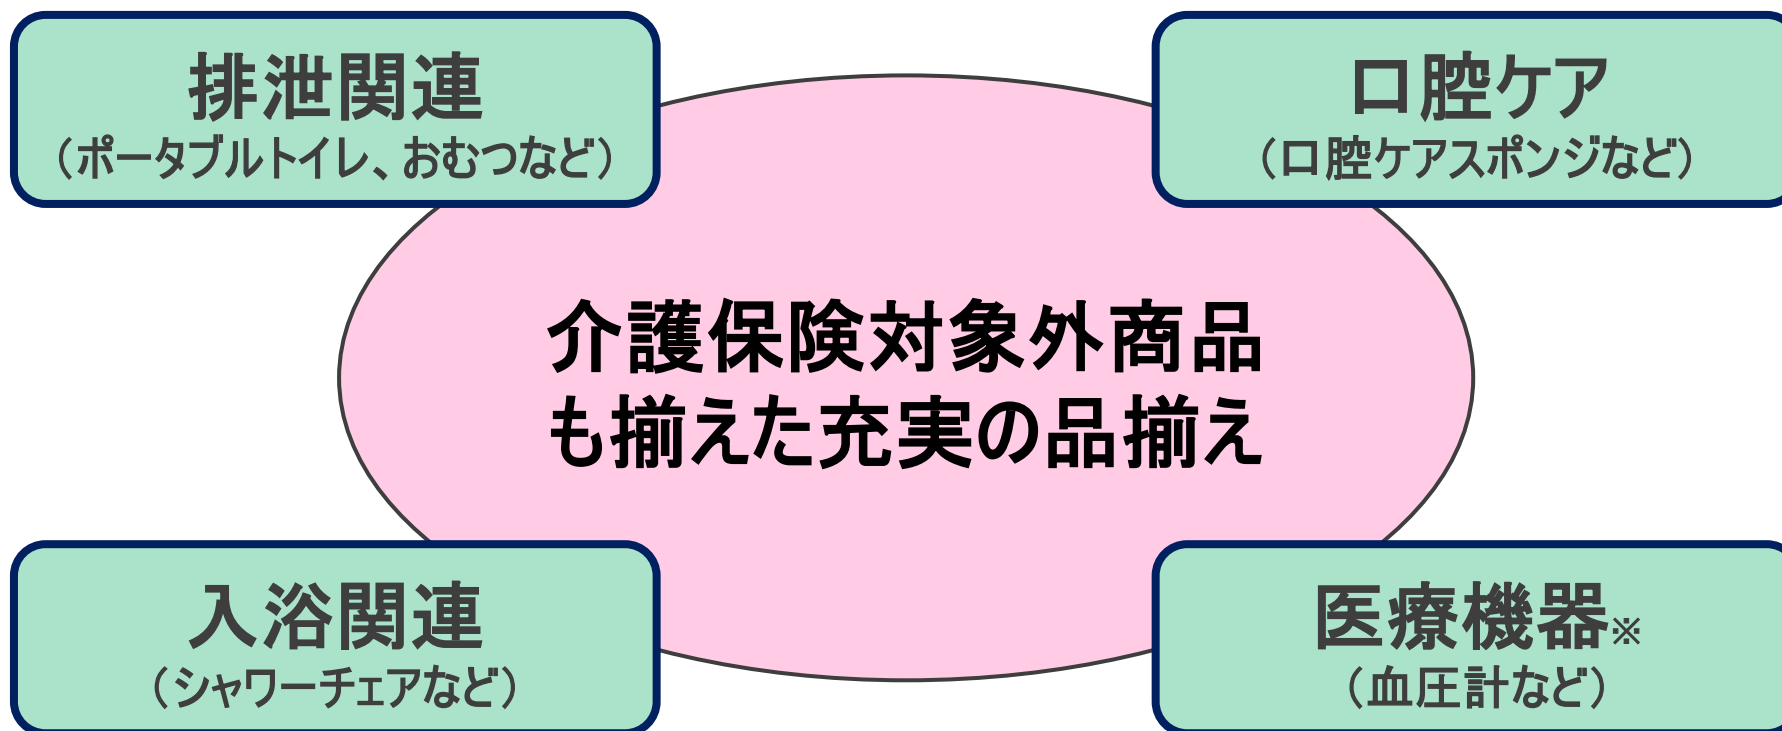 排泄関連
（ポータブルトイレ、おむつなど）
口腔ケア
（口腔ケアスポンジなど）
介護保険対象外商品
も揃えた充実の品揃え
入浴関連
（シャワーチェアなど）
医療機器※
（血圧計など）